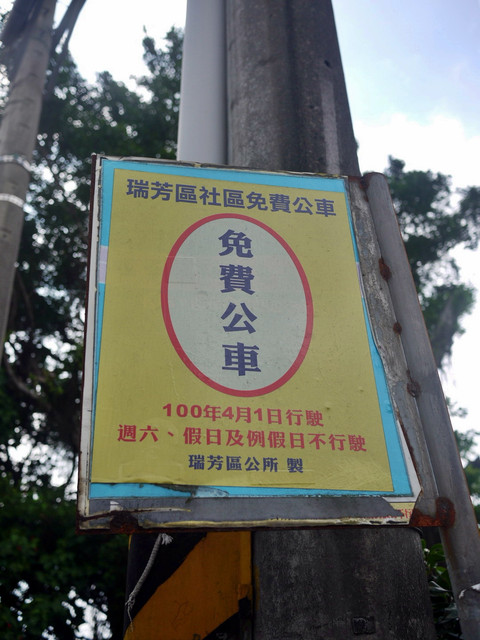 瑞芳區社區免費公車
免費公車
100年4月1日行駛
週六、假日及例假日不行駛
瑞芳區公所 製